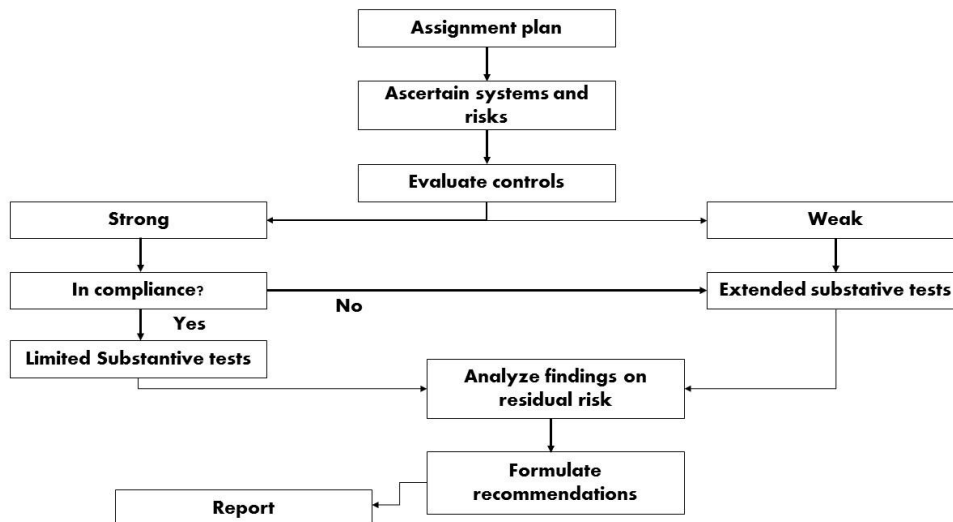 Assignment plan
Ascertain systems and
risks
Evaluate controls
Strong
Weak
In compliance?
No
Extended substative tests
Yes
Limited Substantive tests
Analyze findings on
residual risk
Formulate
recommendations
Report